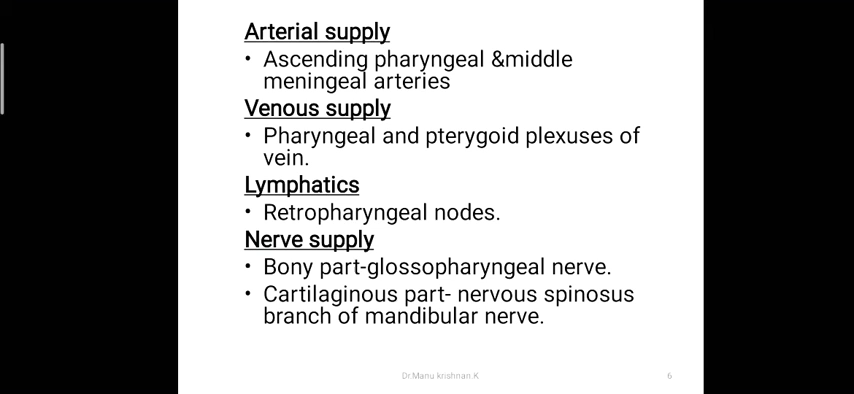 Arterial supply
• Ascending pharyngeal &middle
meningeal arteries
Venous supply
• Pharyngeal and pterygoid plexuses of
vein.
Lymphatics
• Retropharyngeal nodes.
Nerve supply
• Bony part-glossopharyngeal nerve.
• Cartilaginous part- nervous spinosus
branch of mandibular nerve.
Dr.Manu krishnan.K 6